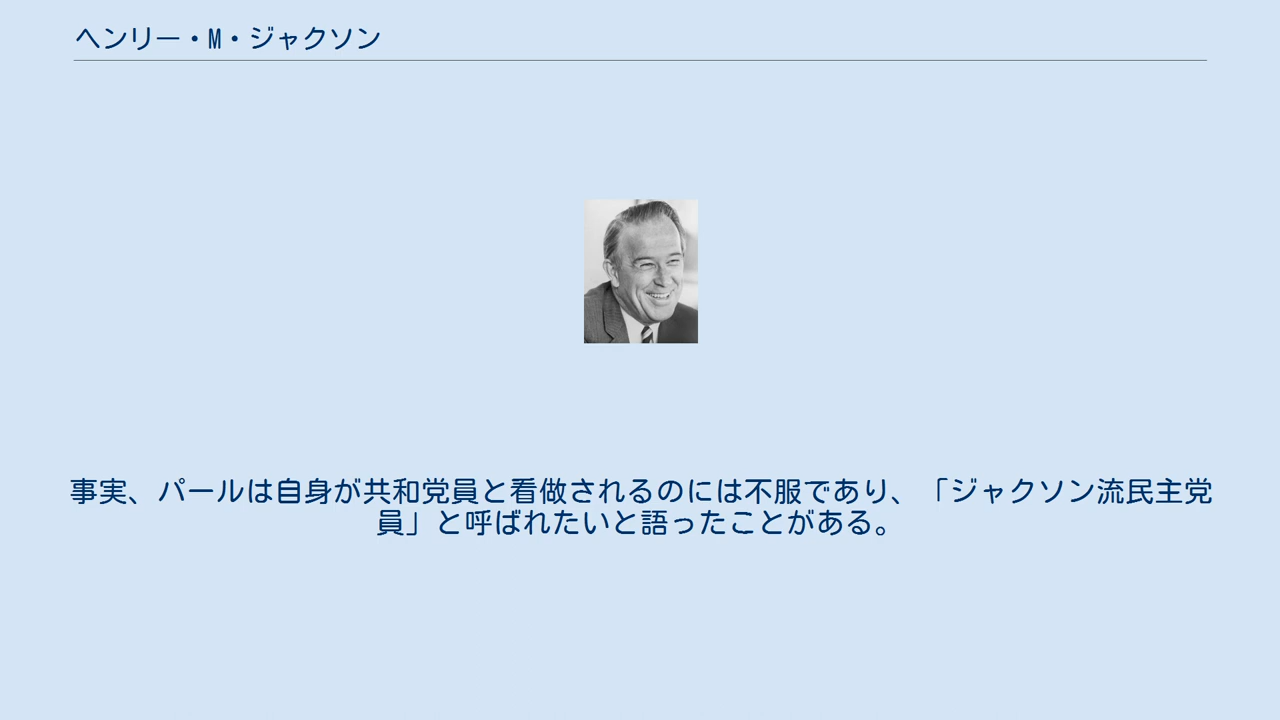 ヘンリー・M・ジャクソン
事実、パールは自身が共和党員と看做されるのには不服であり、「ジャクソン流民主党
員」と呼ばれたいと語ったことがある。